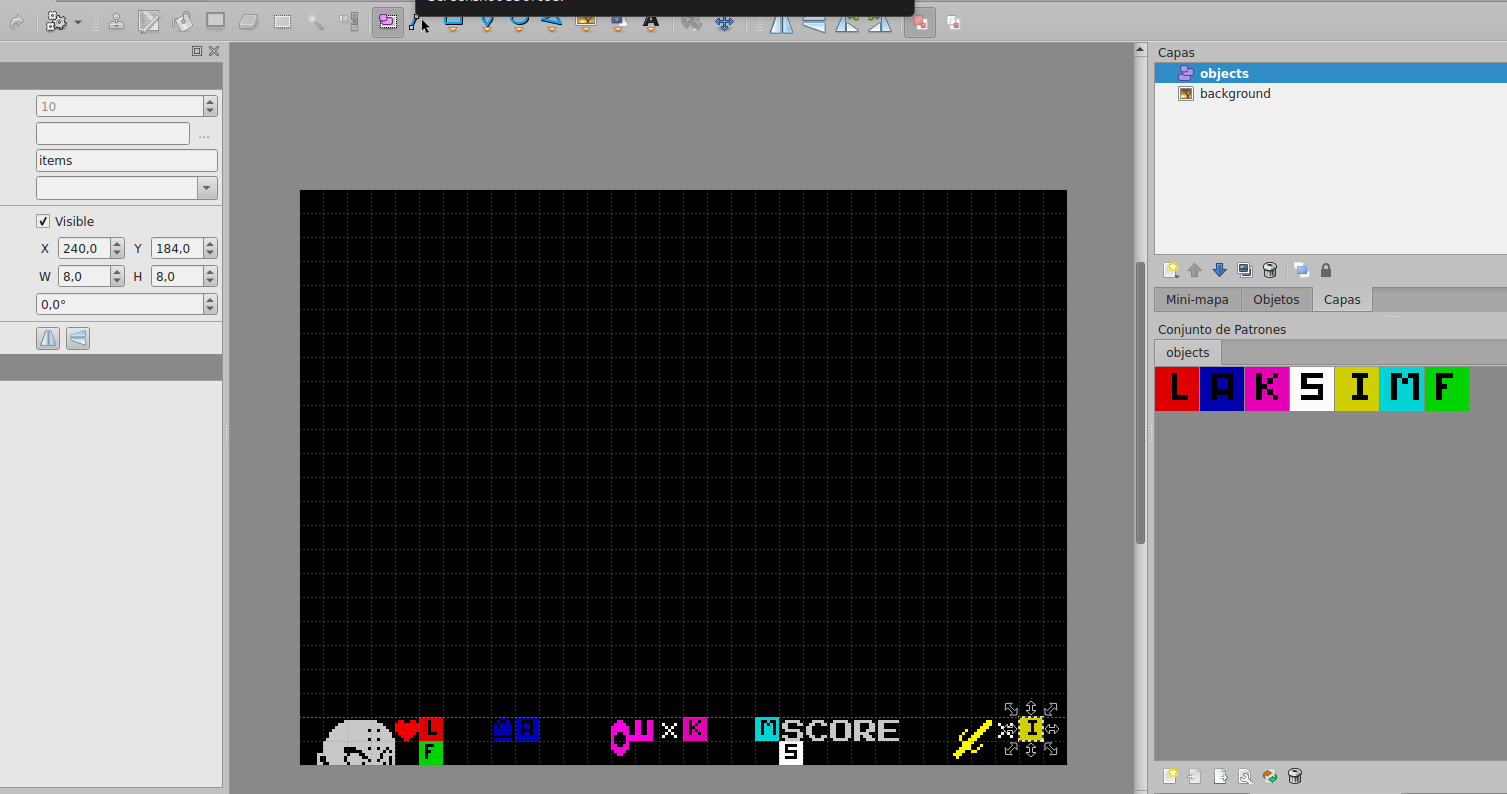 Capas
objects
background
10
...
items
Visible
X 240,0 Y 184,0
W 8,0 H 8,0
0,0°
Mini-mapa Objetos Capas
Conjunto de Patrones
objects
L A K S I M F
L A U X K M SCORE X I
F S